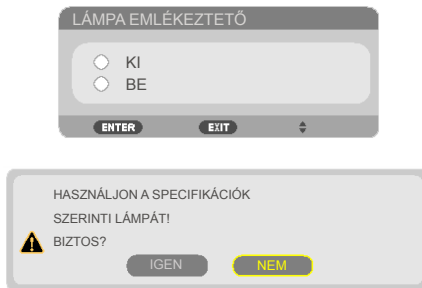 LÁMPA EMLÉKEZTETŐ
KI
BE
ENTER EXIT
HASZNÁLJON A SPECIFIKÁCIÓK
SZERINTI LÁMPÁT!
BIZTOS?
IGEN NEM